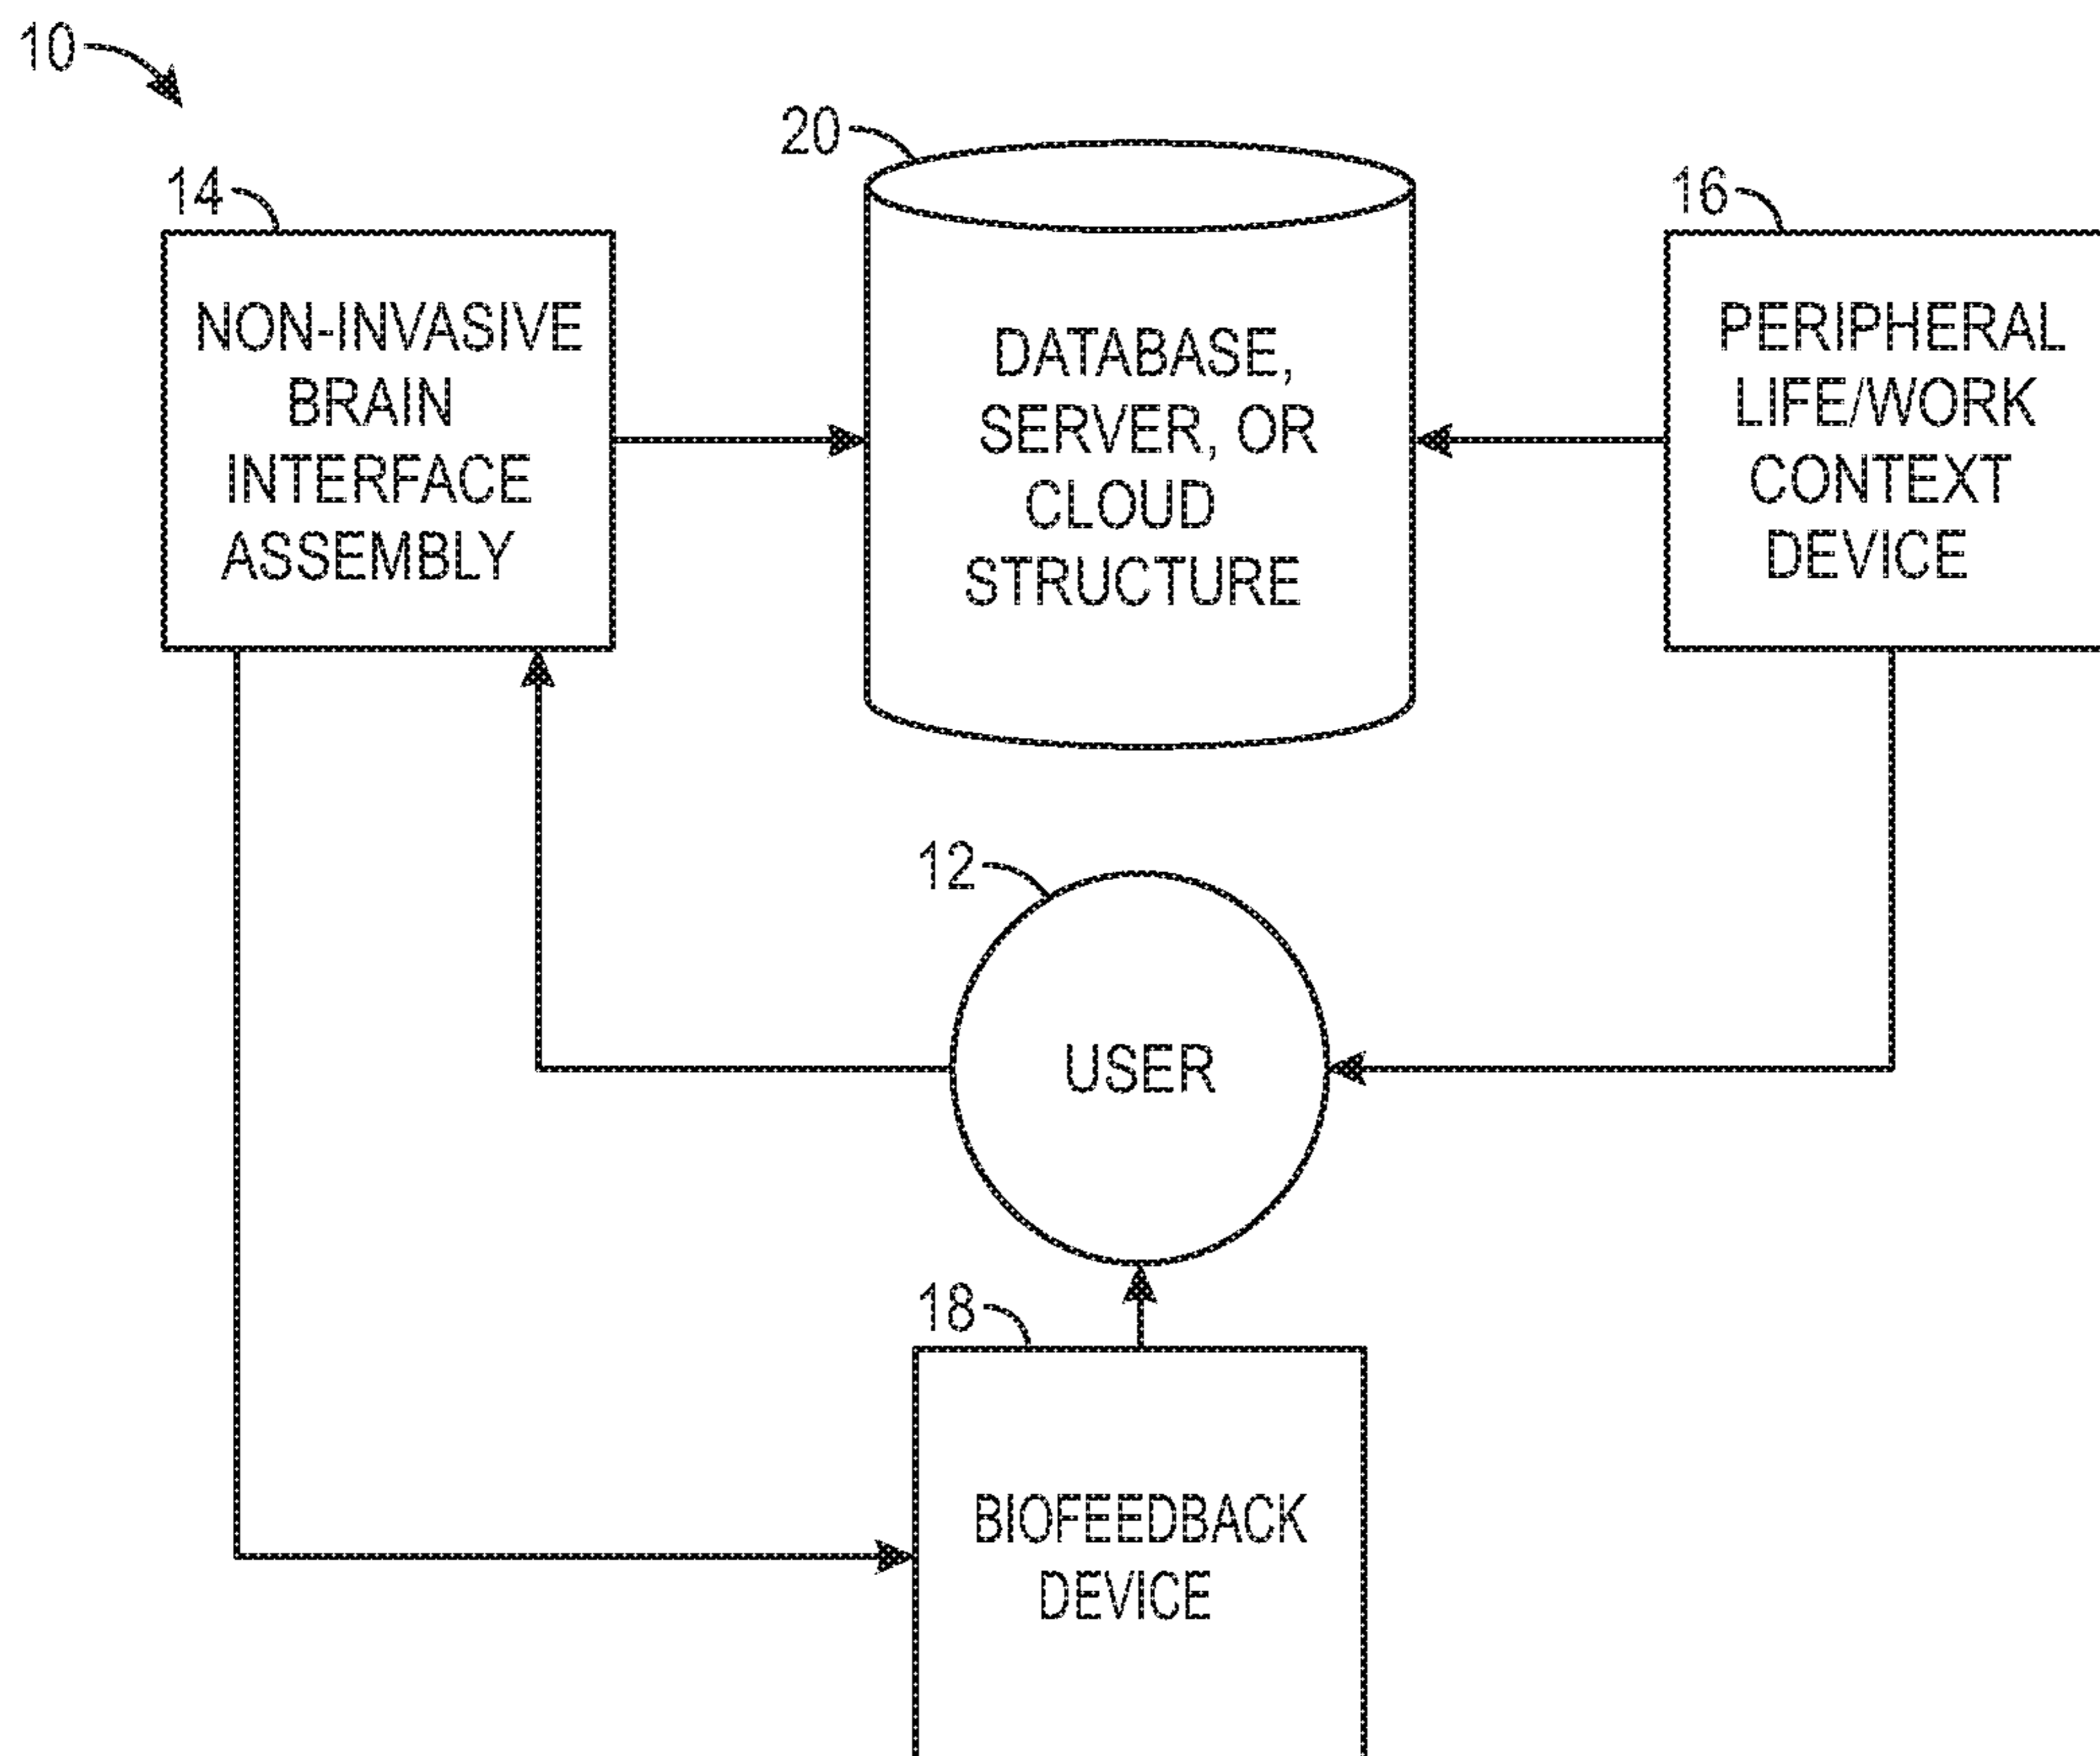 10
20
14
16
NON-INVASIVE
BRAIN
INTERFACE
ASSEMBLY
DATABASE,
SERVER, OR
CLOUD
STRUCTURE
PERIPHERAL
LIFE/WORK
CONTEXT
DEVICE
12
USER
18
BIOFEEDBACK
DEVICE